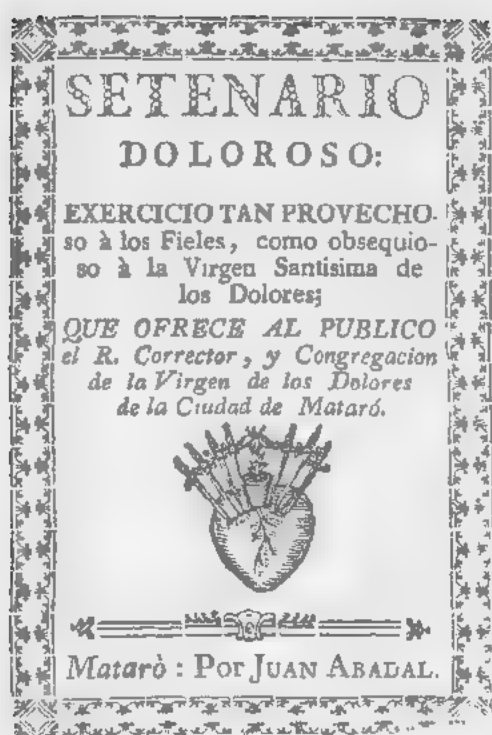 SETENARIO
DOLOROSO:
EXERCICIO TAN PROVECHO-
so à los Fieles, como obsequio-
so à la Virgen Santisima de
los Dolores;
QUE OFRECE AL PUBLICO
el R. Corrector, y Congregacion
de la Virgen de los Dolores
de la Ciudad de Mataró.
Mataró : Por JUAN ABADAL.